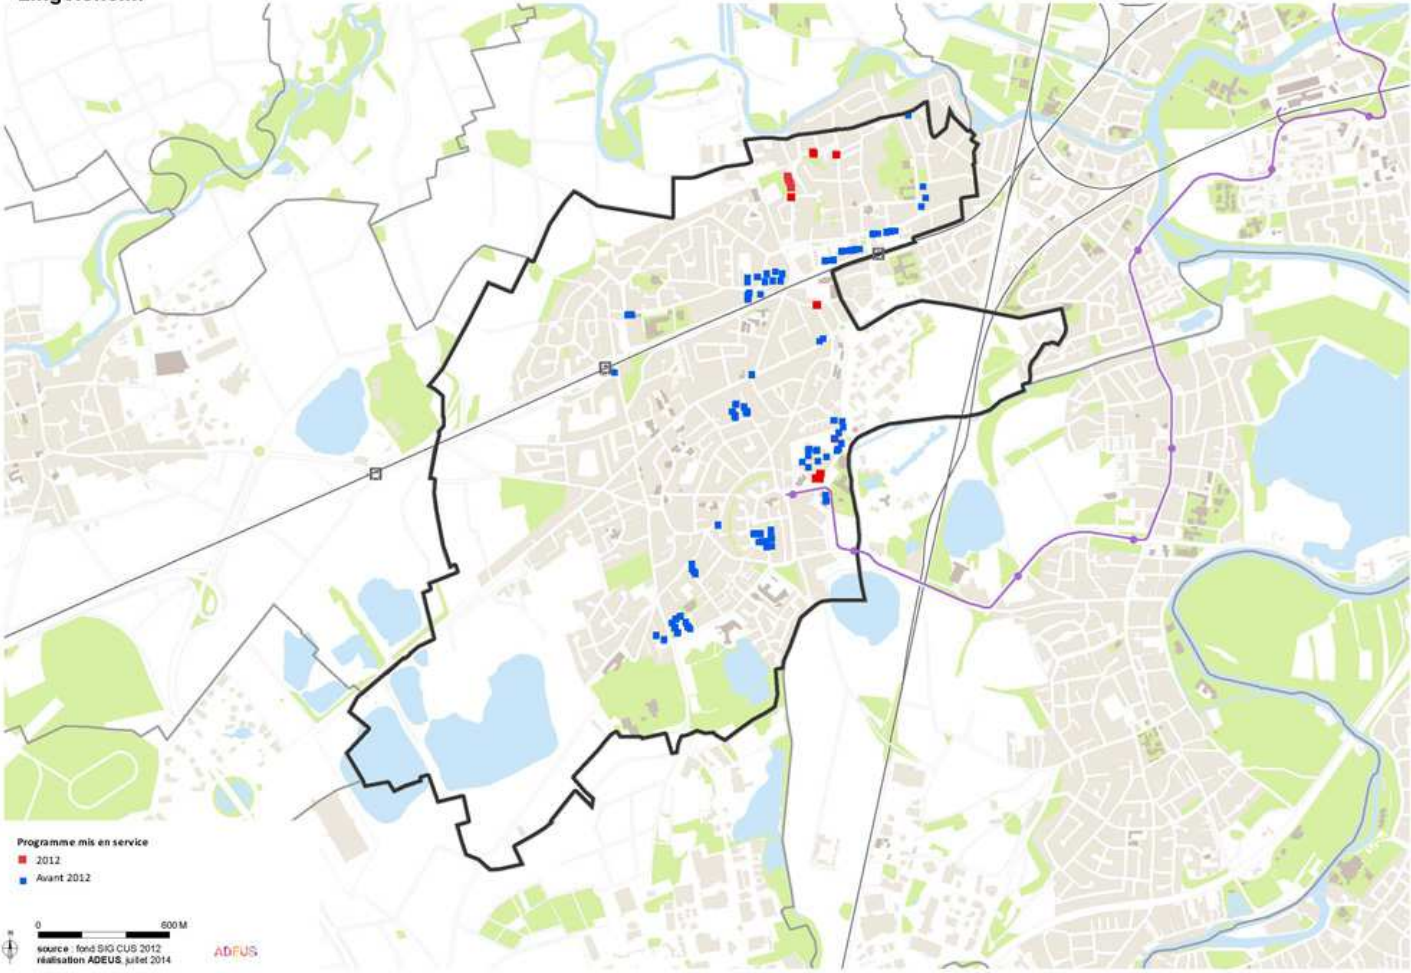 Programme mis en service
2012
Avant 2012
0 600 M
N
source : fond SIG CUS 2012
réalisation ADEUS, juillet 2014
ADEUS